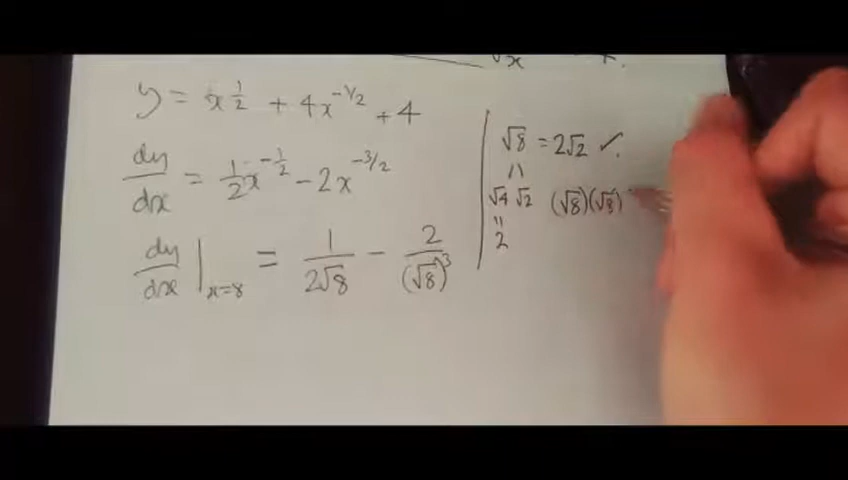 √x
y = x^{1/2} + 4x^{-1/2} + 4
dy/dx = 1/2 x^{-1/2} - 2x^{-3/2}
dy/dx |_{x=8} = 1/(2√8) - 2/(√8)^3
√8 = 2√2 ✓.
=
√4 √2 (√8)(√8)
=
2